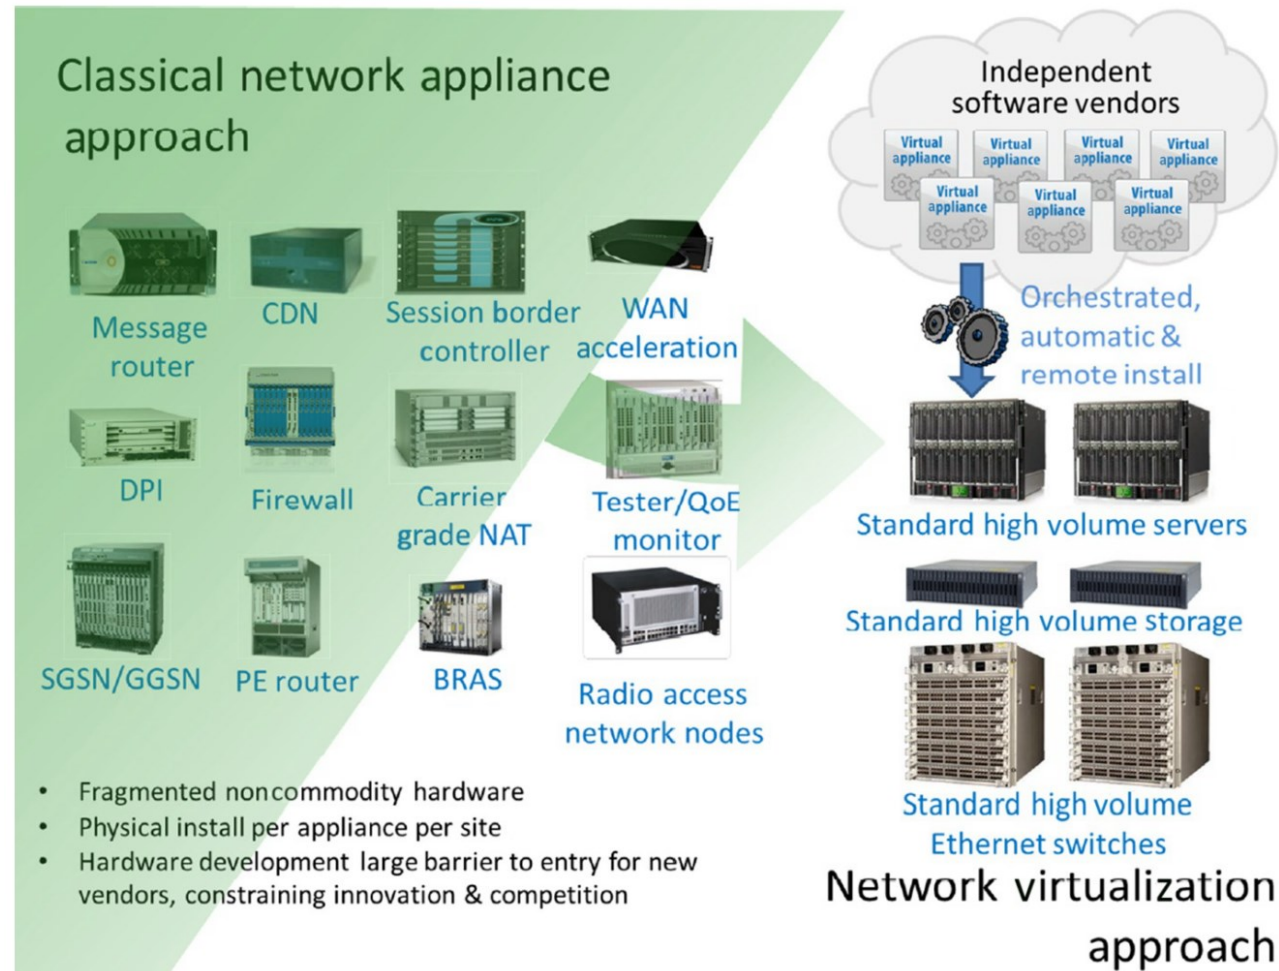 Classical network appliance
approach
Message
router
CDN
Session border
controller
WAN
acceleration
DPI
Firewall
Carrier
grade NAT
Tester/QoE
monitor
SGSN/GGSN
PE router
BRAS
Radio access
network nodes
• Fragmented noncommodity hardware
• Physical install per appliance per site
• Hardware development large barrier to entry for new
vendors, constraining innovation & competition
Independent
software vendors
Virtual
appliance
Virtual
appliance
Virtual
appliance
Virtual
appliance
Virtual
appliance
Virtual
appliance
Virtual
appliance
Orchestrated,
automatic &
remote install
Standard high volume servers
Standard high volume storage
Standard high volume
Ethernet switches
Network virtualization
approach